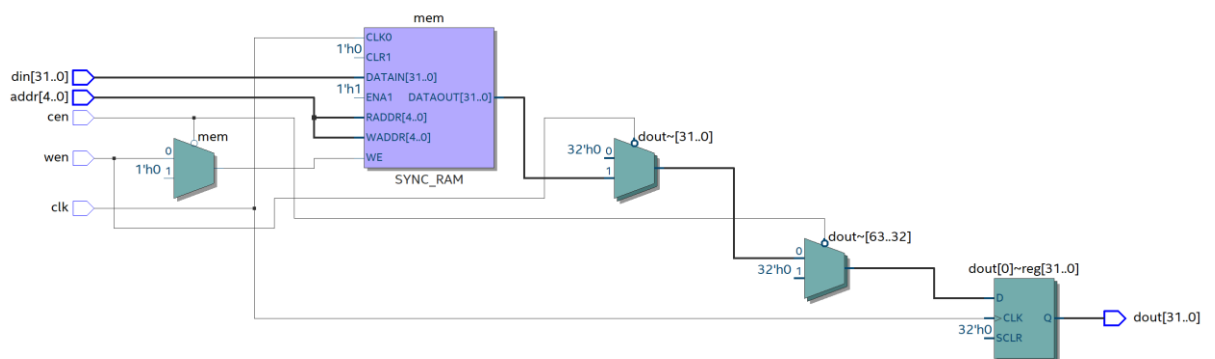 mem
CLK0
1'h0
CLR1
din[31..0]
DATAIN[31..0]
1'h1
addr[4..0]
ENA1 DATAOUT[31..0]
cen
RADDR[4..0]
mem
WADDR[4..0]
dout~[31..0]
wen
0
WE
32'h0
0
1'h0
1
1
SYNC_RAM
clk
dout~[63..32]
0
32'h0
1
dout[0]~reg[31..0]
D
CLK
Q
dout[31..0]
32'h0
SCLR